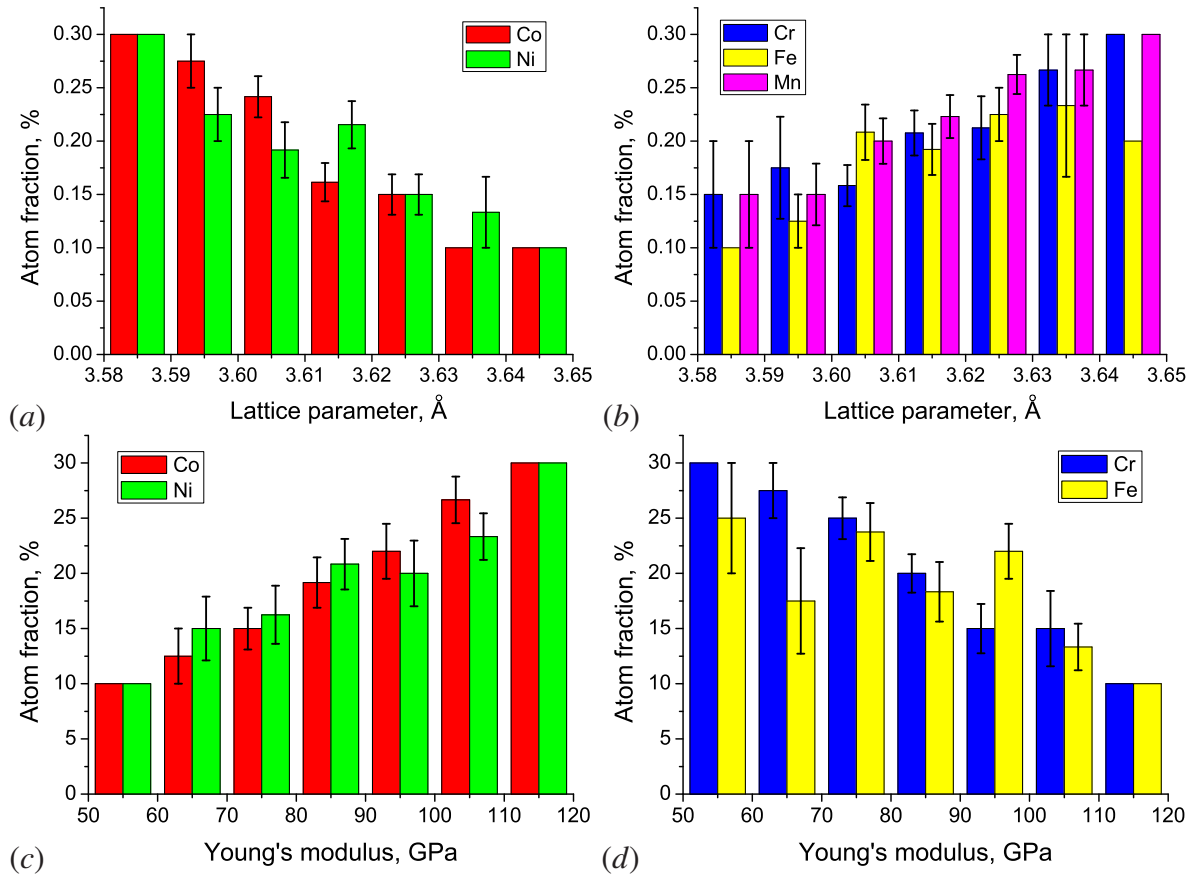 Atom fraction, %
0.30
0.25
0.20
0.15
0.10
0.05
0.00
Co
Ni
3.58 3.59 3.60 3.61 3.62 3.63 3.64 3.65
Lattice parameter, Å
(a)
Atom fraction, %
0.30
0.25
0.20
0.15
0.10
0.05
0.00
Cr
Fe
Mn
3.58 3.59 3.60 3.61 3.62 3.63 3.64 3.65
Lattice parameter, Å
(b)
Atom fraction, %
30
25
20
15
10
5
0
Co
Ni
50 60 70 80 90 100 110 120
Young's modulus, GPa
(c)
Atom fraction, %
30
25
20
15
10
5
0
Cr
Fe
50 60 70 80 90 100 110 120
Young's modulus, GPa
(d)